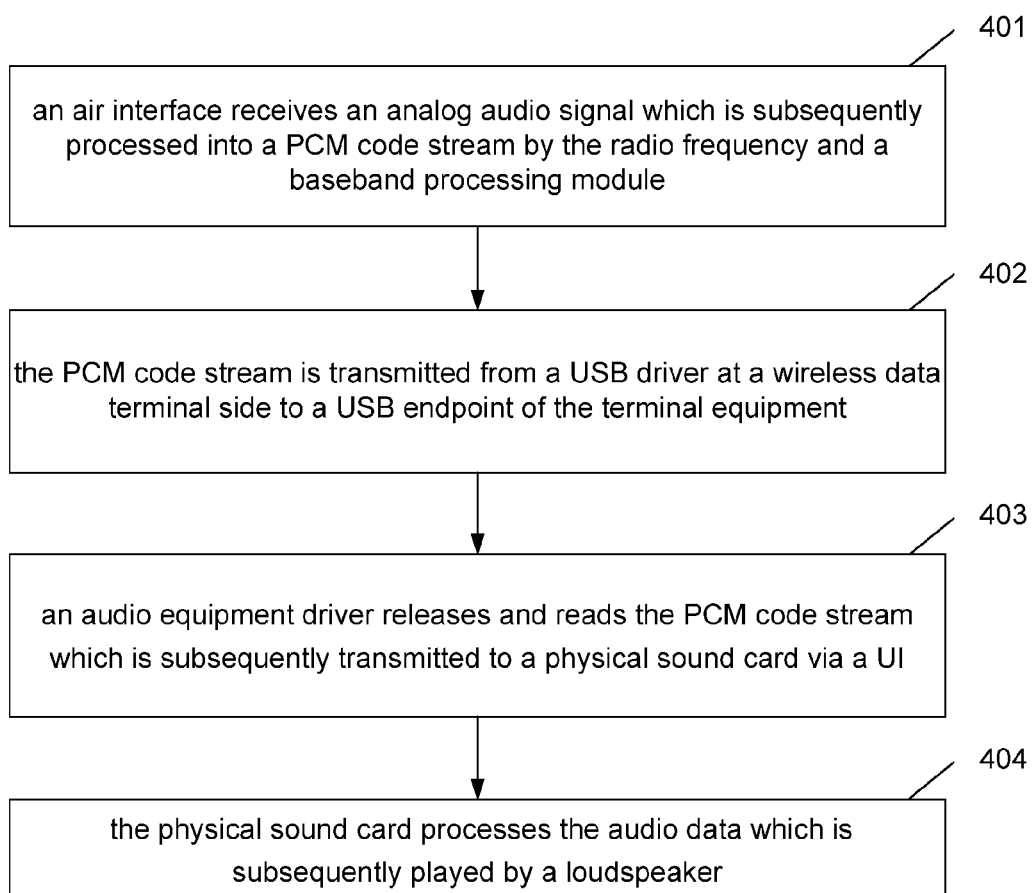 401
an air interface receives an analog audio signal which is subsequently
processed into a PCM code stream by the radio frequency and a
baseband processing module
402
the PCM code stream is transmitted from a USB driver at a wireless data
terminal side to a USB endpoint of the terminal equipment
403
an audio equipment driver releases and reads the PCM code stream
which is subsequently transmitted to a physical sound card via a UI
404
the physical sound card processes the audio data which is
subsequently played by a loudspeaker